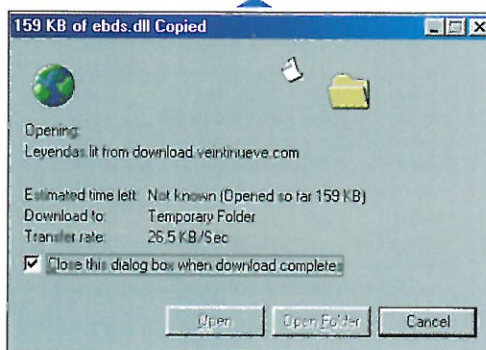 159 KB of ebds.dll Copied
Opening:
Leyendas.lit from download.veintinueve.com
Estimated time left: Not known (Opened so far 159 KB)
Download to: Temporary Folder
Transfer rate: 26,5 KB/Sec
Close this dialog box when download completes
Open
Open Folder
Cancel